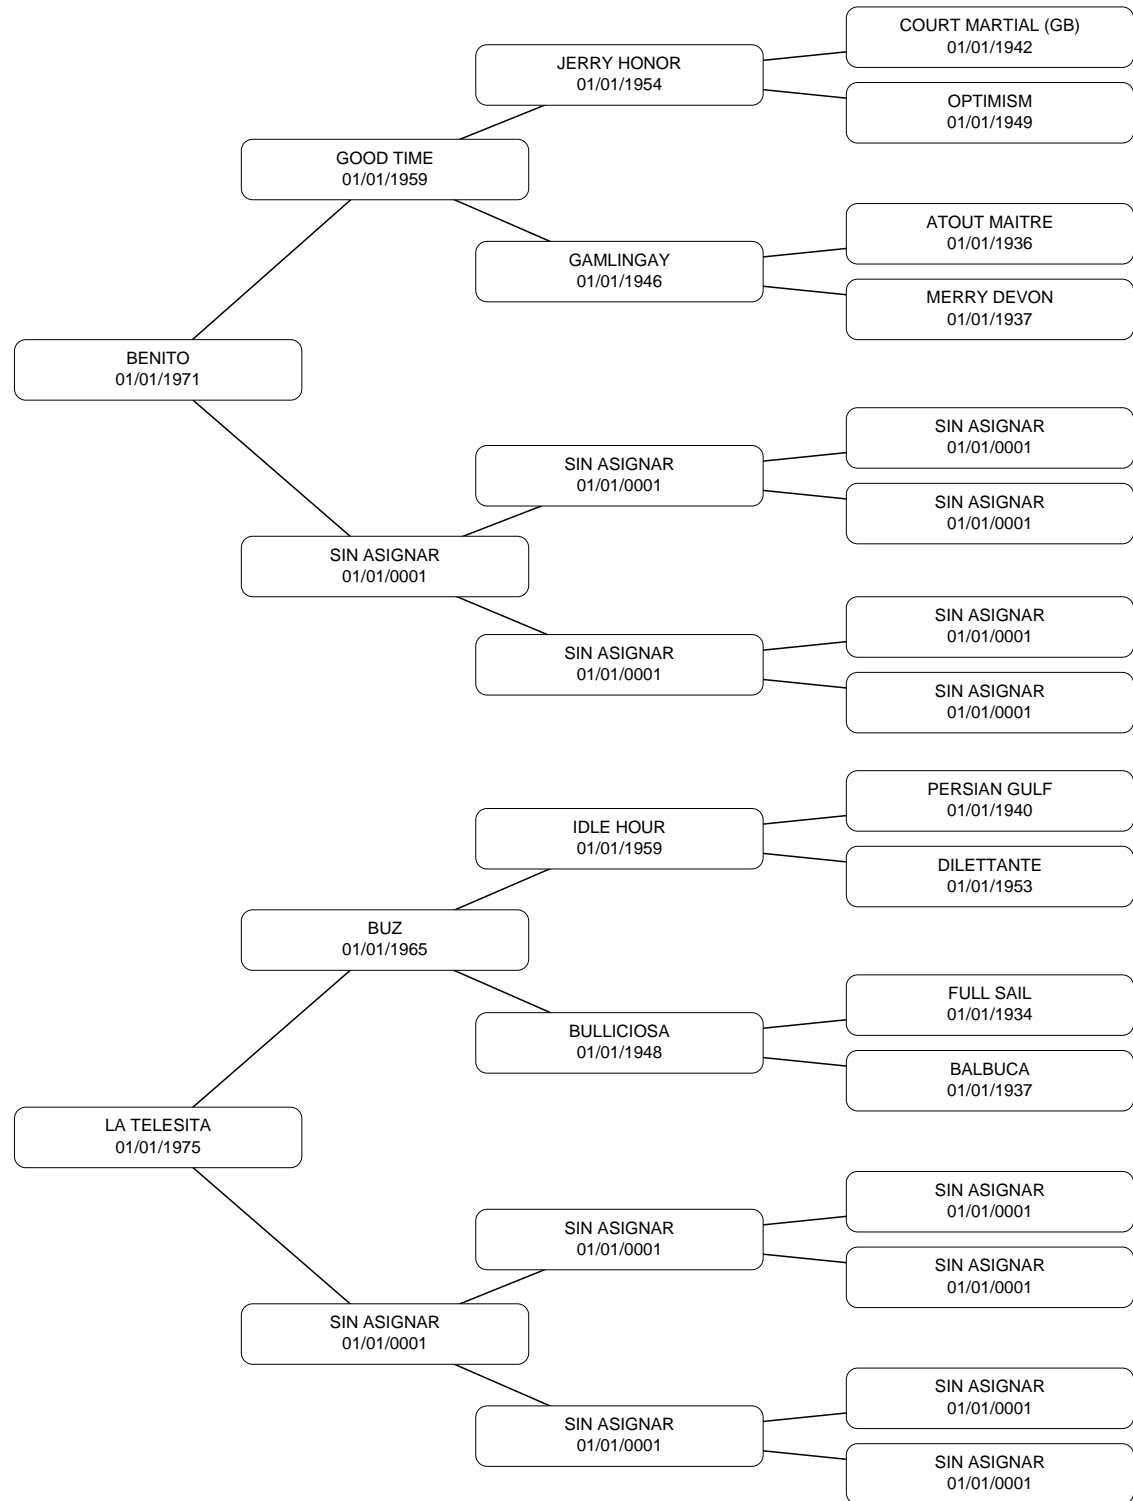 COURT MARTIAL (GB)
01/01/1942
JERRY HONOR
01/01/1954
OPTIMISM
01/01/1949
GOOD TIME
01/01/1959
ATOUT MAITRE
01/01/1936
GAMLINGAY
01/01/1946
MERRY DEVON
01/01/1937
BENITO
01/01/1971
SIN ASIGNAR
01/01/0001
SIN ASIGNAR
01/01/0001
SIN ASIGNAR
01/01/0001
SIN ASIGNAR
01/01/0001
SIN ASIGNAR
01/01/0001
SIN ASIGNAR
01/01/0001
SIN ASIGNAR
01/01/0001
PERSIAN GULF
01/01/1940
IDLE HOUR
01/01/1959
DILETTANTE
01/01/1953
BUZ
01/01/1965
FULL SAIL
01/01/1934
BULLICIOSA
01/01/1948
BALBUCA
01/01/1937
LA TELESITA
01/01/1975
SIN ASIGNAR
01/01/0001
SIN ASIGNAR
01/01/0001
SIN ASIGNAR
01/01/0001
SIN ASIGNAR
01/01/0001
SIN ASIGNAR
01/01/0001
SIN ASIGNAR
01/01/0001
SIN ASIGNAR
01/01/0001